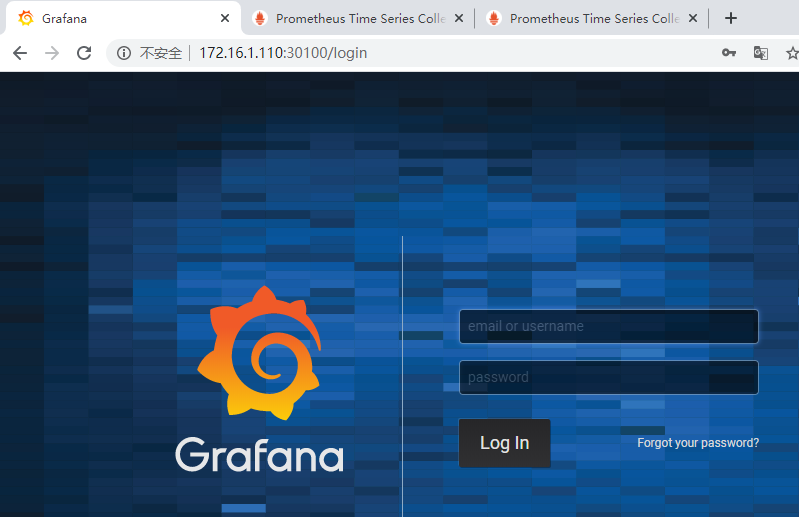 Grafana
Prometheus Time Series Colle
Prometheus Time Series Colle
不安全 172.16.1.110:30100/login
email or username
password
Log In
Forgot your password?
Grafana